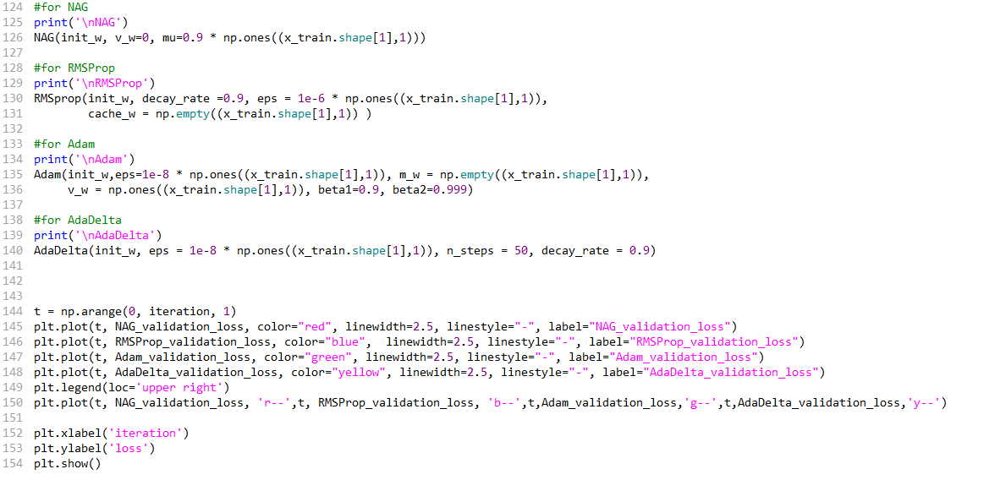 124 #for NAG
125 print('\nNAG')
126 NAG(init_w, v_w=0, mu=0.9 * np.ones((x_train.shape[1],1)))
127
128 #for RMSProp
129 print('\nRMSProp')
130 RMSprop(init_w, decay_rate =0.9, eps = 1e-6 * np.ones((x_train.shape[1],1)),
131         cache_w = np.empty((x_train.shape[1],1)) )
132
133 #for Adam
134 print('\nAdam')
135 Adam(init_w,eps=1e-8 * np.ones((x_train.shape[1],1)), m_w = np.empty((x_train.shape[1],1)),
136      v_w = np.ones((x_train.shape[1],1)), beta1=0.9, beta2=0.999)
137
138 #for AdaDelta
139 print('\nAdaDelta')
140 AdaDelta(init_w, eps = 1e-8 * np.ones((x_train.shape[1],1)), n_steps = 50, decay_rate = 0.9)
141
142
143
144 t = np.arange(0, iteration, 1)
145 plt.plot(t, NAG_validation_loss, color="red", linewidth=2.5, linestyle="-", label="NAG_validation_loss")
146 plt.plot(t, RMSProp_validation_loss, color="blue",  linewidth=2.5, linestyle="-", label="RMSProp_validation_loss")
147 plt.plot(t, Adam_validation_loss, color="green", linewidth=2.5, linestyle="-", label="Adam_validation_loss")
148 plt.plot(t, AdaDelta_validation_loss, color="yellow", linewidth=2.5, linestyle="-", label="AdaDelta_validation_loss")
149 plt.legend(loc='upper right')
150 plt.plot(t, NAG_validation_loss, 'r--',t, RMSProp_validation_loss, 'b--',t,Adam_validation_loss,'g--',t,AdaDelta_validation_loss,'y--')
151
152 plt.xlabel('iteration')
153 plt.ylabel('loss')
154 plt.show()